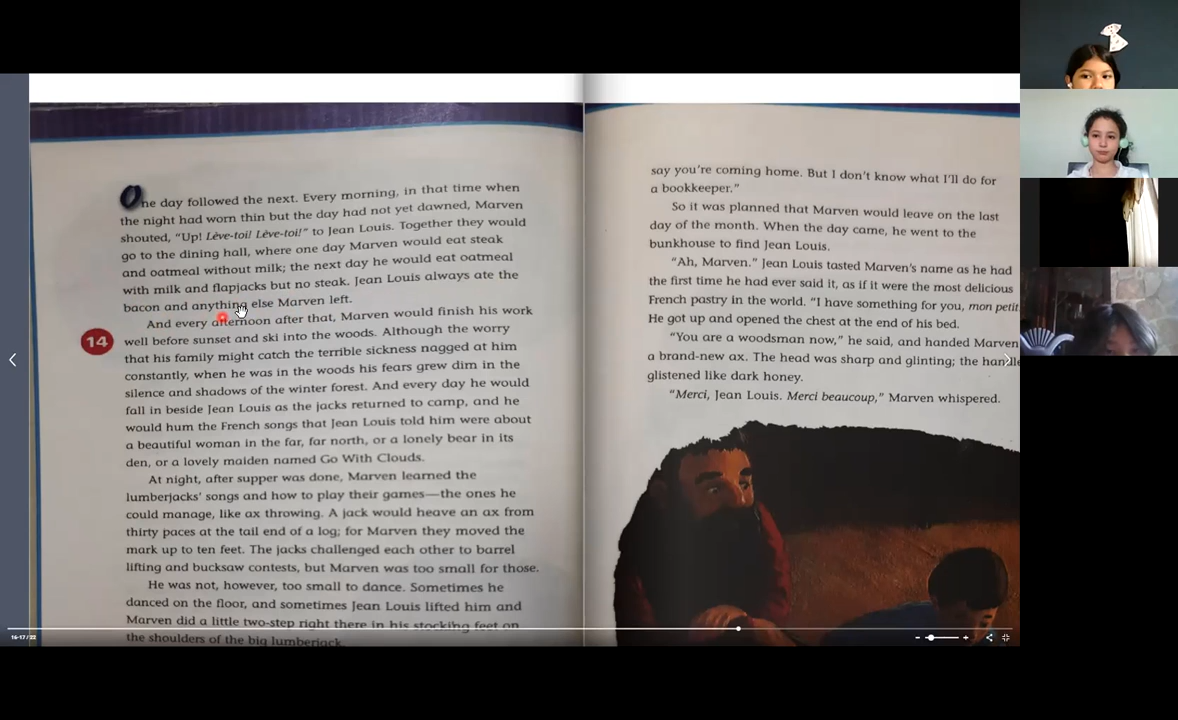 One day followed the next. Every morning, in that time when
the night had worn thin but the day had not yet dawned, Marven
shouted, "Up! Lève-toi! Lève-toi!" to Jean Louis. Together they would
go to the dining hall, where one day Marven would eat steak
and oatmeal without milk; the next day he would eat oatmeal
with milk and flapjacks but no steak. Jean Louis always ate the
bacon and anything else Marven left.
And every afternoon after that, Marven would finish his work
14
well before sunset and ski into the woods. Although the worry
that his family might catch the terrible sickness nagged at him
constantly, when he was in the woods his fears grew dim in the
silence and shadows of the winter forest. And every day he would
fall in beside Jean Louis as the jacks returned to camp, and he
would hum the French songs that Jean Louis told him were about
a beautiful woman in the far, far north, or a lonely bear in its
den, or a lovely maiden named Go With Clouds.
At night, after supper was done, Marven learned the
lumberjacks' songs and how to play their games—the ones he
could manage, like ax throwing. A jack would heave an ax from
thirty paces at the tail end of a log; for Marven they moved the
mark up to ten feet. The jacks challenged each other to barrel
lifting and bucksaw contests, but Marven was too small for those.
He was not, however, too small to dance. Sometimes he
danced on the floor, and sometimes Jean Louis lifted him and
Marven did a little two-step right there in his stocking feet on
the shoulders of the big lumberjack.
say you're coming home. But I don't know what I'll do for
a bookkeeper."
So it was planned that Marven would leave on the last
day of the month. When the day came, he went to the
bunkhouse to find Jean Louis.
"Ah, Marven." Jean Louis tasted Marven's name as he had
the first time he had ever said it, as if it were the most delicious
French pastry in the world. "I have something for you, mon petit
He got up and opened the chest at the end of his bed.
"You are a woodsman now," he said, and handed Marven
a brand-new ax. The head was sharp and glinting; the handle
glistened like dark honey.
"Merci, Jean Louis. Merci beaucoup," Marven whispered.
16-17 / 22